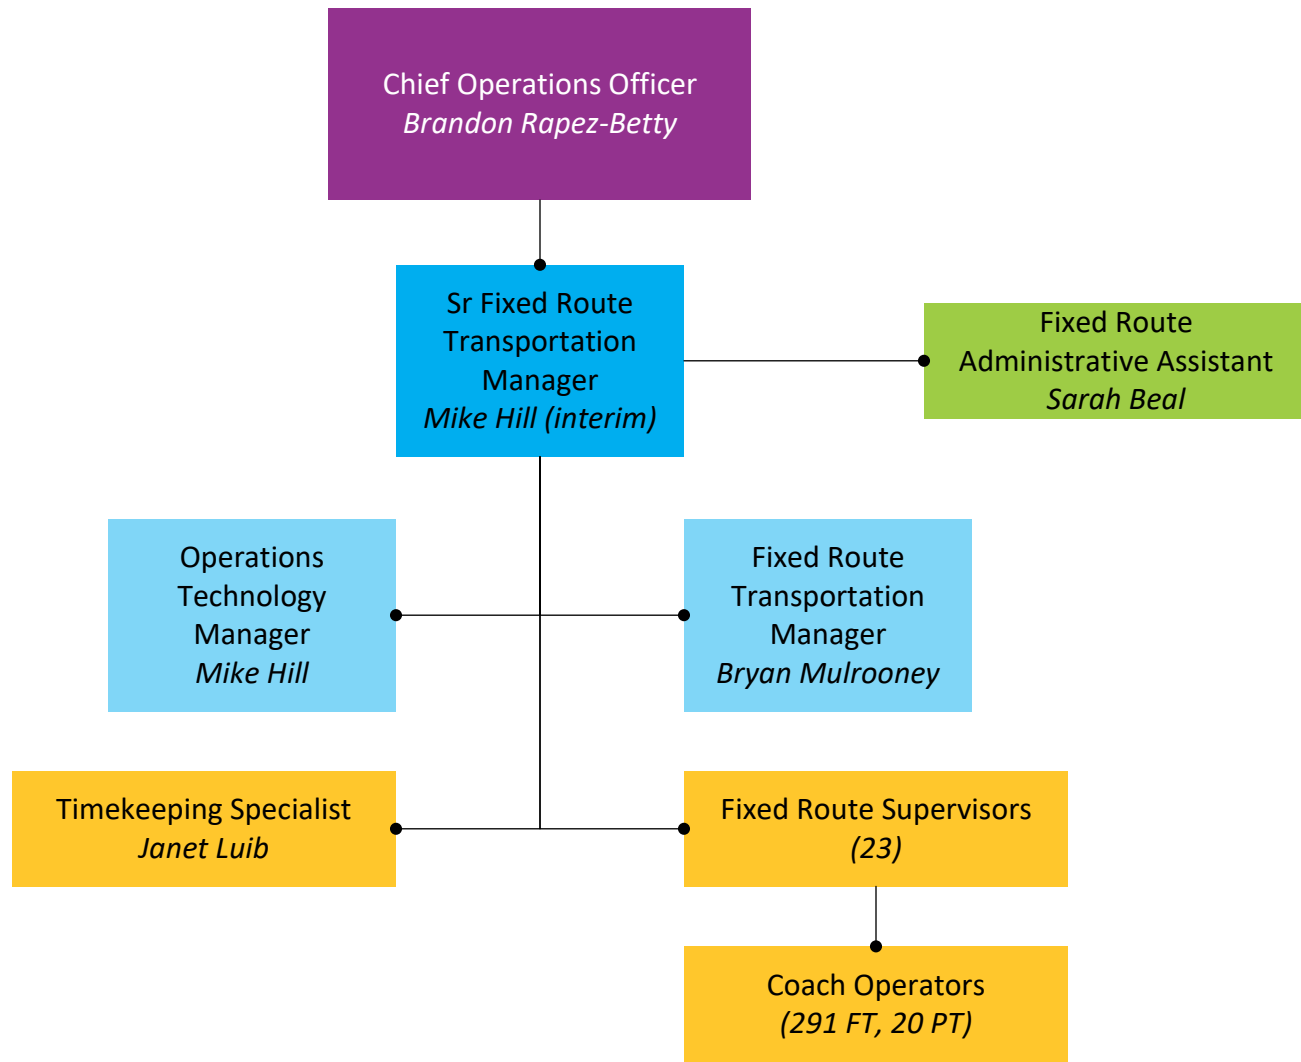 Chief Operations Officer
Brandon Rapez-Betty
Sr Fixed Route
Transportation
Manager
Mike Hill (interim)
Fixed Route
Administrative Assistant
Sarah Beal
Operations
Technology
Manager
Mike Hill
Fixed Route
Transportation
Manager
Bryan Mulrooney
Timekeeping Specialist
Janet Luib
Fixed Route Supervisors
(23)
Coach Operators
(291 FT, 20 PT)